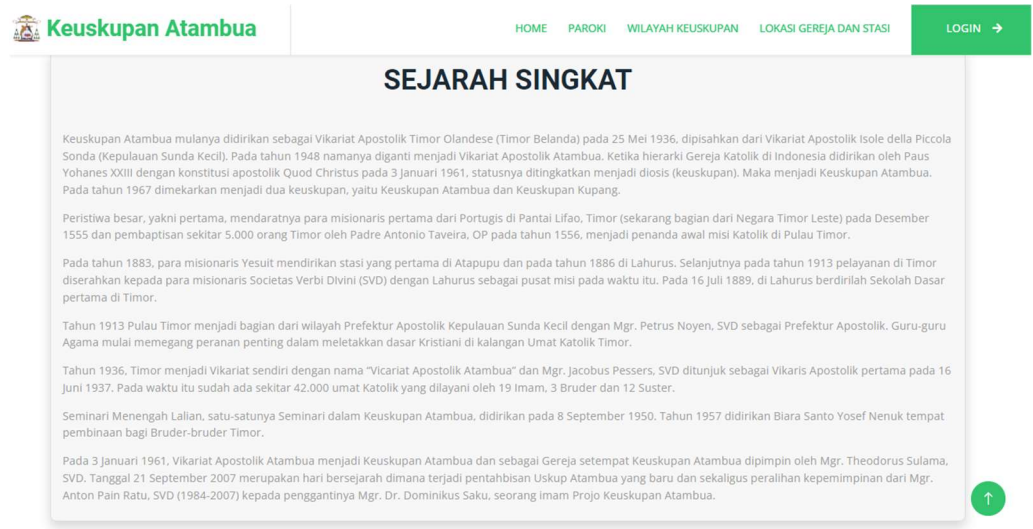 Keuskupan Atambua
HOME PAROKI WILAYAH KEUSKUPAN LOKASI GEREJA DAN STASI LOGIN →
SEJARAH SINGKAT
Keuskupan Atambua mulanya didirikan sebagai Vikariat Apostolik Timor Olandese (Timor Belanda) pada 25 Mei 1936, dipisahkan dari Vikariat Apostolik Isole della Piccola
Sonda (Kepulauan Sunda Kecil). Pada tahun 1948 namanya diganti menjadi Vikariat Apostolik Atambua. Ketika hierarki Gereja Katolik di Indonesia didirikan oleh Paus
Yohanes XXIII dengan konstitusi apostolik Quod Christus pada 3 Januari 1961, statusnya ditingkatkan menjadi diosis (keuskupan). Maka menjadi Keuskupan Atambua.
Pada tahun 1967 dimekarkan menjadi dua keuskupan, yaitu Keuskupan Atambua dan Keuskupan Kupang.
Peristiwa besar, yakni pertama, mendaratnya para misionaris pertama dari Portugis di Pantai Lifao, Timor (sekarang bagian dari Negara Timor Leste) pada Desember
1555 dan pembaptisan sekitar 5.000 orang Timor oleh Padre Antonio Taveira, OP pada tahun 1556, menjadi penanda awal misi Katolik di Pulau Timor.
Pada tahun 1883, para misionaris Yesuit mendirikan stasi yang pertama di Atapupu dan pada tahun 1886 di Lahurus. Selanjutnya pada tahun 1913 pelayanan di Timor
diserahkan kepada para misionaris Societas Verbi DIvini (SVD) dengan Lahurus sebagai pusat misi pada waktu itu. Pada 16 Juli 1889, di Lahurus berdirilah Sekolah Dasar
pertama di Timor.
Tahun 1913 Pulau Timor menjadi bagian dari wilayah Prefektur Apostolik Kepulauan Sunda Kecil dengan Mgr. Petrus Noyen, SVD sebagai Prefektur Apostolik. Guru-guru
Agama mulai memegang peranan penting dalam meletakkan dasar Kristiani di kalangan Umat Katolik Timor.
Tahun 1936, Timor menjadi Vikariat sendiri dengan nama “Vicariat Apostolik Atambua” dan Mgr. Jacobus Pessers, SVD ditunjuk sebagai Vikaris Apostolik pertama pada 16
Juni 1937. Pada waktu itu sudah ada sekitar 42.000 umat Katolik yang dilayani oleh 19 Imam, 3 Bruder dan 12 Suster.
Seminari Menengah Lalian, satu-satunya Seminari dalam Keuskupan Atambua, didirikan pada 8 September 1950. Tahun 1957 didirikan Biara Santo Yosef Nenuk tempat
pembinaan bagi Bruder-bruder Timor.
Pada 3 Januari 1961, Vikariat Apostolik Atambua menjadi Keuskupan Atambua dan sebagai Gereja setempat Keuskupan Atambua dipimpin oleh Mgr. Theodorus Sulama,
SVD. Tanggal 21 September 2007 merupakan hari bersejarah dimana terjadi pentahbisan Uskup Atambua yang baru dan sekaligus peralihan kepemimpinan dari Mgr.
Anton Pain Ratu, SVD (1984-2007) kepada penggantinya Mgr. Dr. Dominikus Saku, seorang imam Projo Keuskupan Atambua.